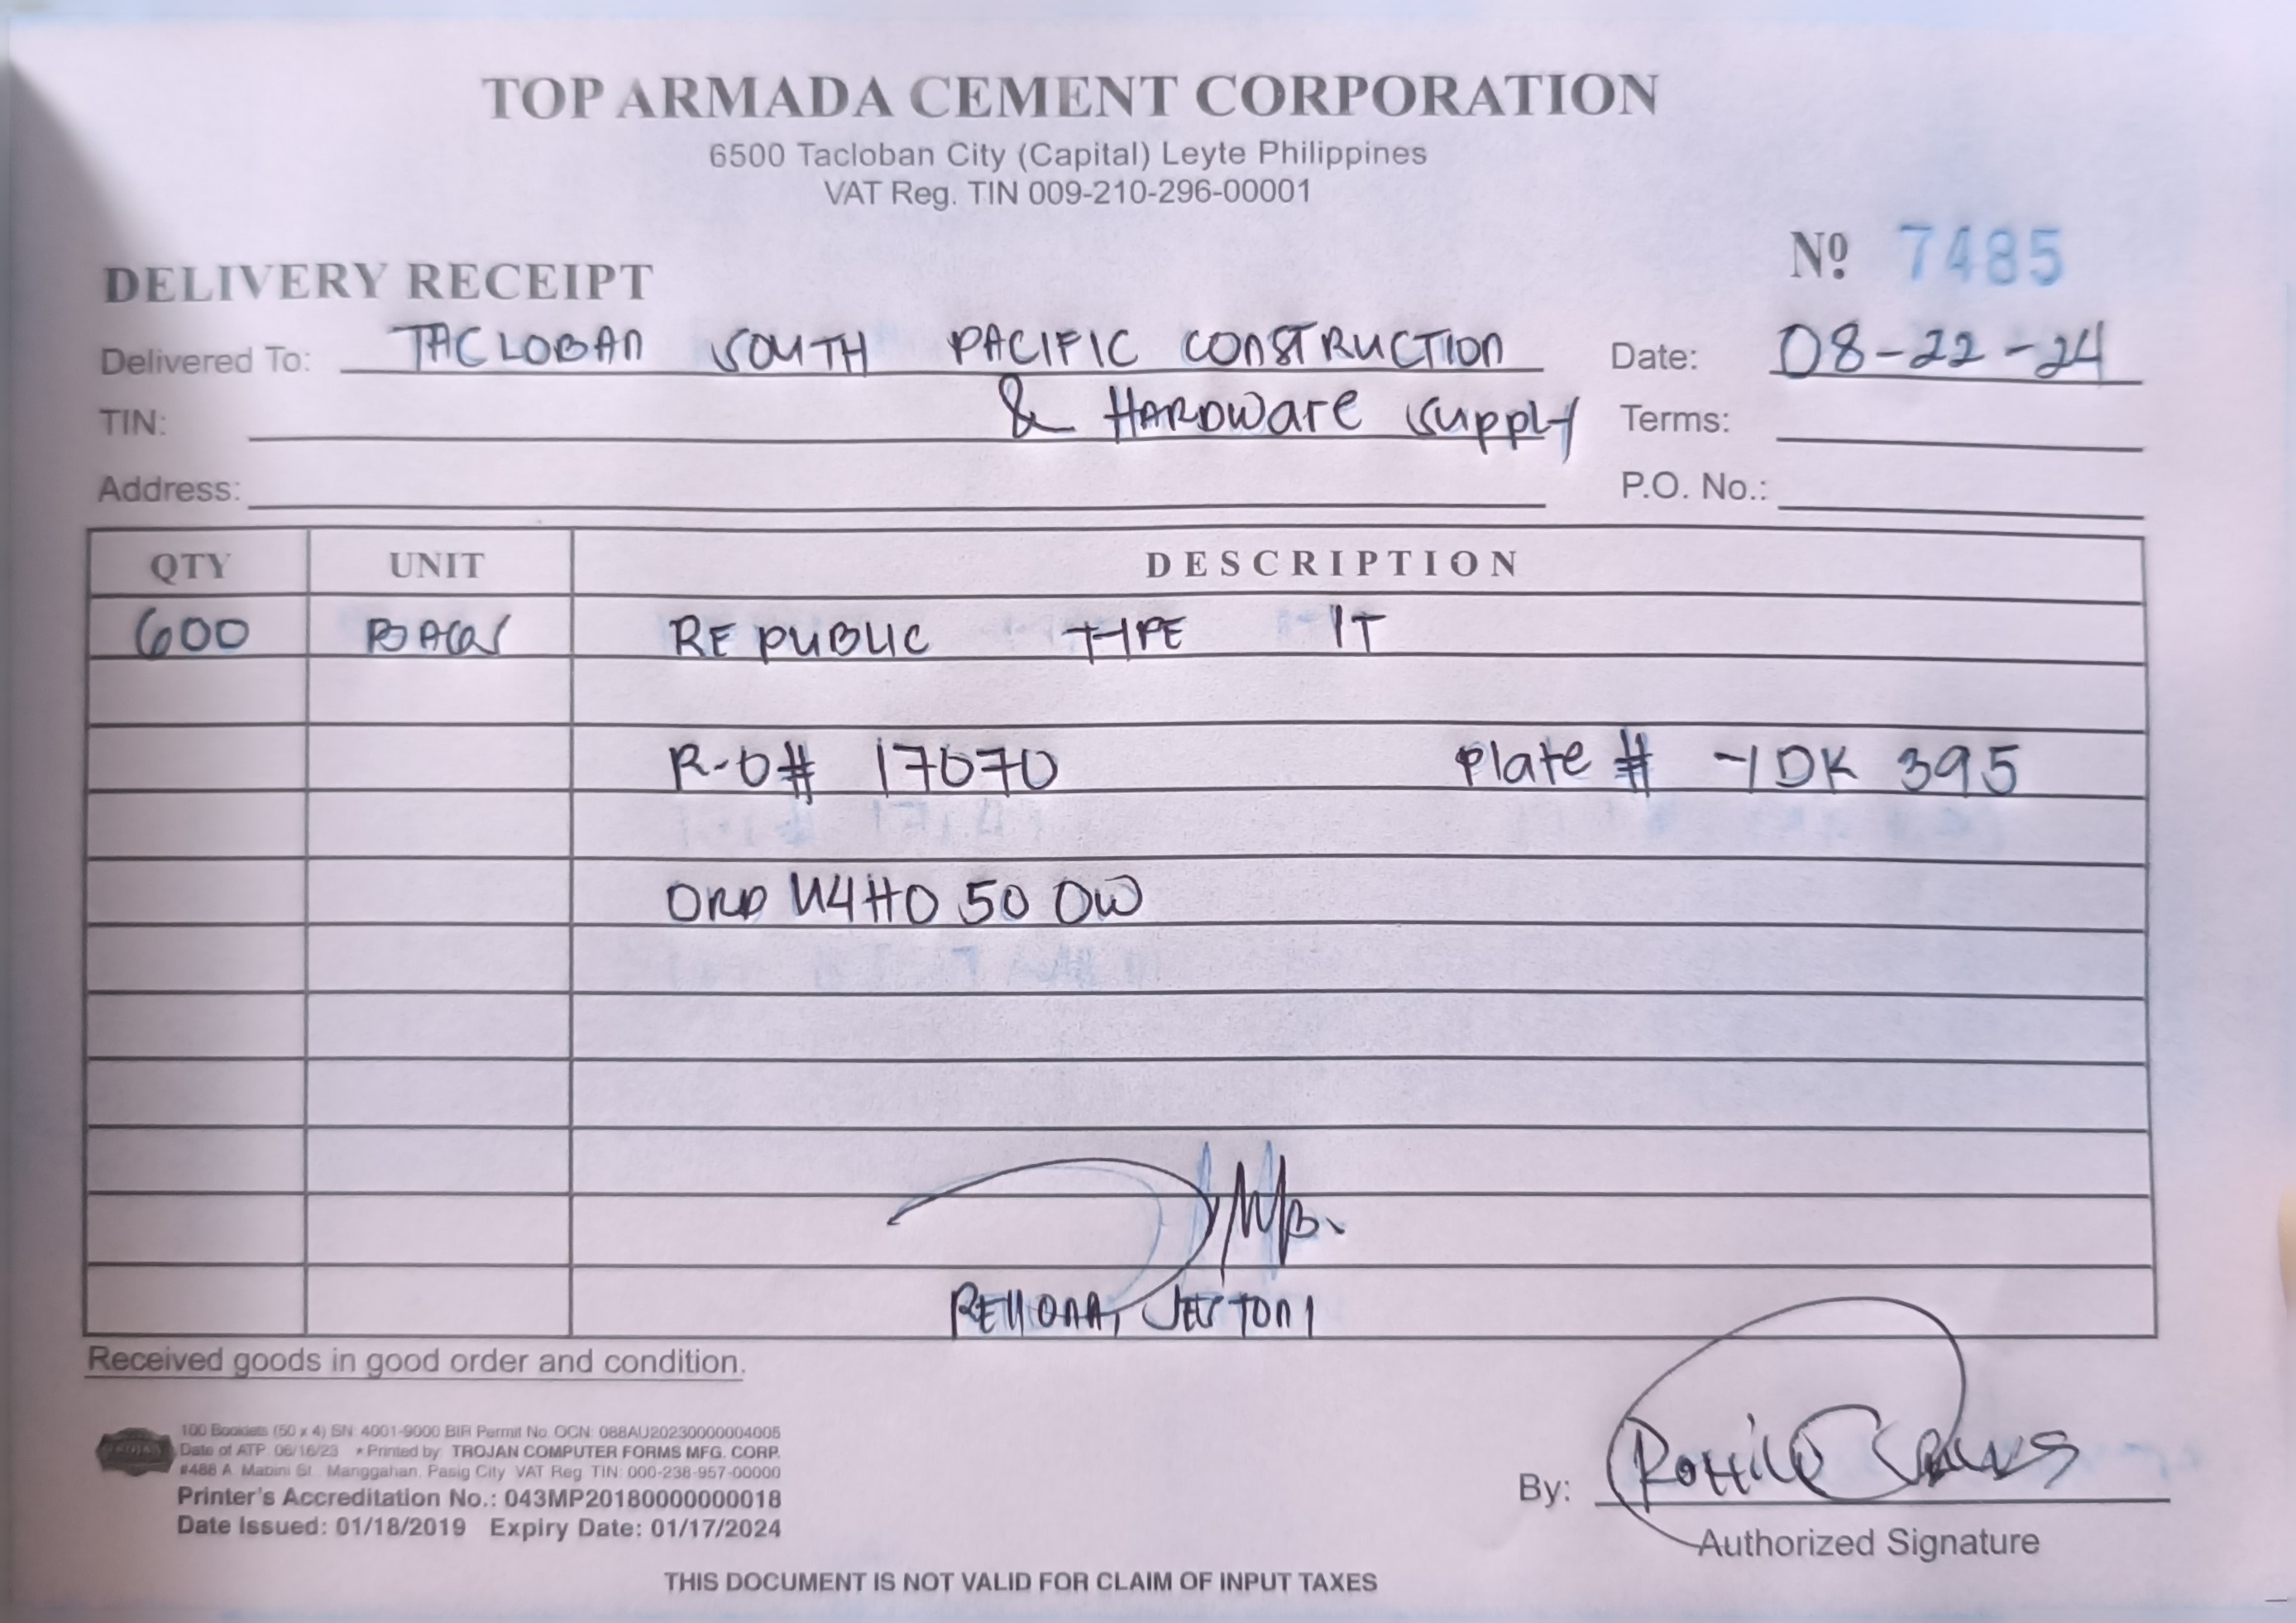 TOP ARMADA CEMENT CORPORATION
6500 Tacloban City (Capital) Leyte Philippines
VAT Reg. TIN 009-210-296-00001
Nº 7485
DELIVERY RECEIPT
Delivered To: TACLOBAN SOUTH PACIFIC CONSTRUCTION Date: 08-22-24
TIN: & HARDware supply Terms:
Address: P.O. No.:
QTY UNIT DESCRIPTION
600 BAGS REPUBLIC TYPE 1T
R-O# 17070 Plate # YDK 395
ORD U4HO 50 OW
Received goods in good order and condition.
100 Booklets (50 x 4) SN: 4001-9000 BIR Permit No. OCN: 088AU20230000004005
Date of ATP: 06/16/23 * Printed by: TROJAN COMPUTER FORMS MFG. CORP.
#488 A. Mabini St., Manggahan, Pasig City VAT Reg. TIN: 000-238-957-00000
Printer's Accreditation No.: 043MP20180000000018
Date Issued: 01/18/2019 Expiry Date: 01/17/2024
By:
Authorized Signature
THIS DOCUMENT IS NOT VALID FOR CLAIM OF INPUT TAXES